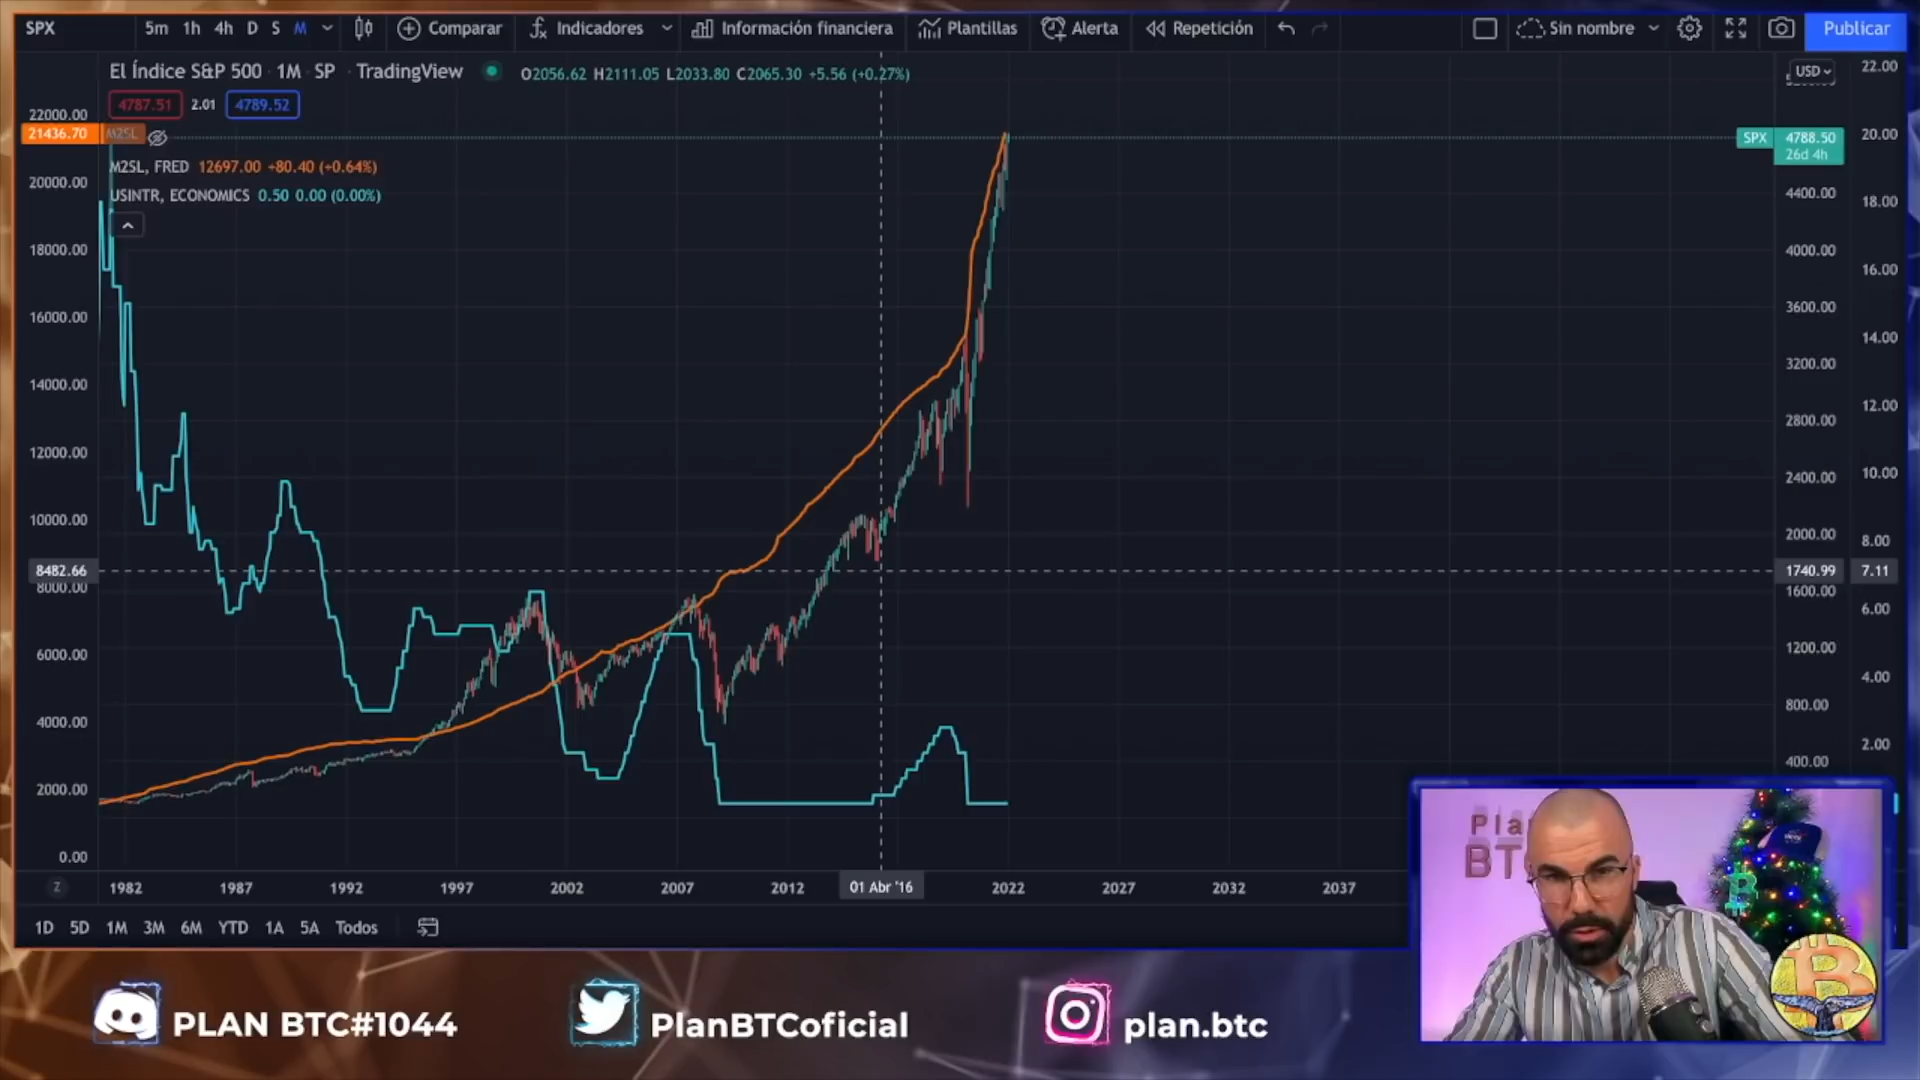 SPX 5m 1h 4h D S M Comparar Indicadores Información financiera Plantillas Alerta Repetición Sin nombre Publicar
El Índice S&P 500 · 1M · SP · TradingView O2056.62 H2111.05 L2033.80 C2065.30 +5.56 (+0.27%)
4787.51 2.01 4789.52
M2SL
M2SL, FRED 12697.00 +80.40 (+0.64%)
USINTR, ECONOMICS 0.50 0.00 (0.00%)
22000.00
21436.70
20000.00
18000.00
16000.00
14000.00
12000.00
10000.00
8482.66
8000.00
6000.00
4000.00
2000.00
0.00
USD
SPX 4788.50
26d 4h
4400.00
4000.00
3600.00
3200.00
2800.00
2400.00
2000.00
1740.99
1600.00
1200.00
800.00
400.00
22.00
20.00
18.00
16.00
14.00
12.00
10.00
8.00
7.11
6.00
4.00
2.00
Z 1982 1987 1992 1997 2002 2007 2012 01 Abr '16 2022 2027 2032 2037
1D 5D 1M 3M 6M YTD 1A 5A Todos
Pla
BT
PLAN BTC#1044 PlanBTCoficial plan.btc